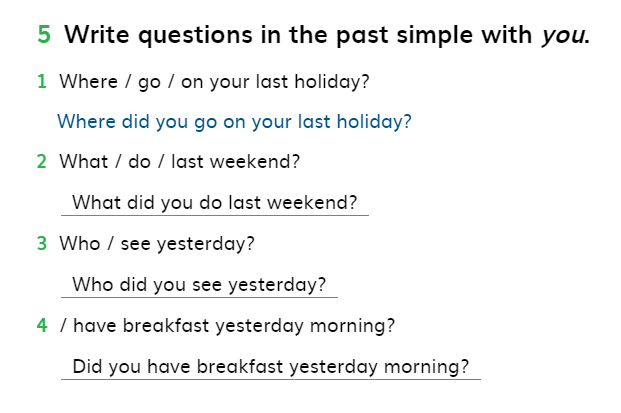 5 Write questions in the past simple with you.
1 Where / go / on your last holiday?
Where did you go on your last holiday?
2 What / do / last weekend?
What did you do last weekend?
3 Who / see yesterday?
Who did you see yesterday?
4 / have breakfast yesterday morning?
Did you have breakfast yesterday morning?